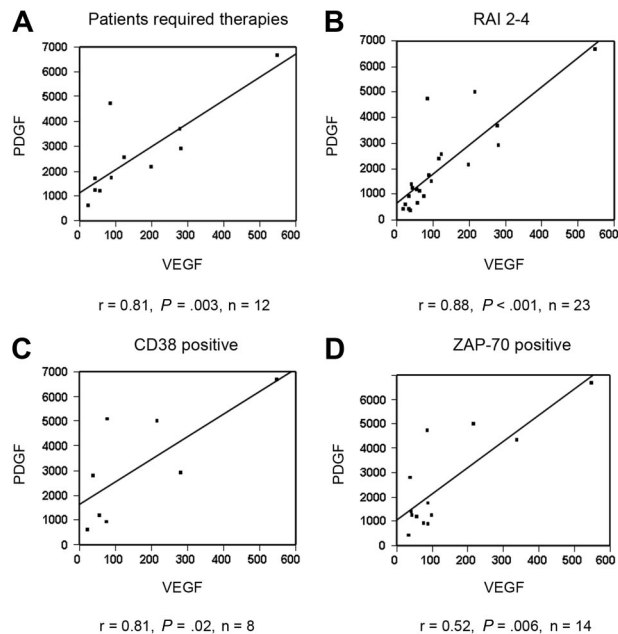 A Patients required therapies
7000
6000
5000
4000
3000
2000
1000
0
PDGF
0 100 200 300 400 500 600
VEGF
r = 0.81, P = .003, n = 12
B RAI 2-4
7000
6000
5000
4000
3000
2000
1000
0
PDGF
0 100 200 300 400 500 600
VEGF
r = 0.88, P < .001, n = 23
C CD38 positive
7000
6000
5000
4000
3000
2000
1000
0
PDGF
0 100 200 300 400 500 600
VEGF
r = 0.81, P = .02, n = 8
D ZAP-70 positive
7000
6000
5000
4000
3000
2000
1000
0
PDGF
0 100 200 300 400 500 600
VEGF
r = 0.52, P = .006, n = 14